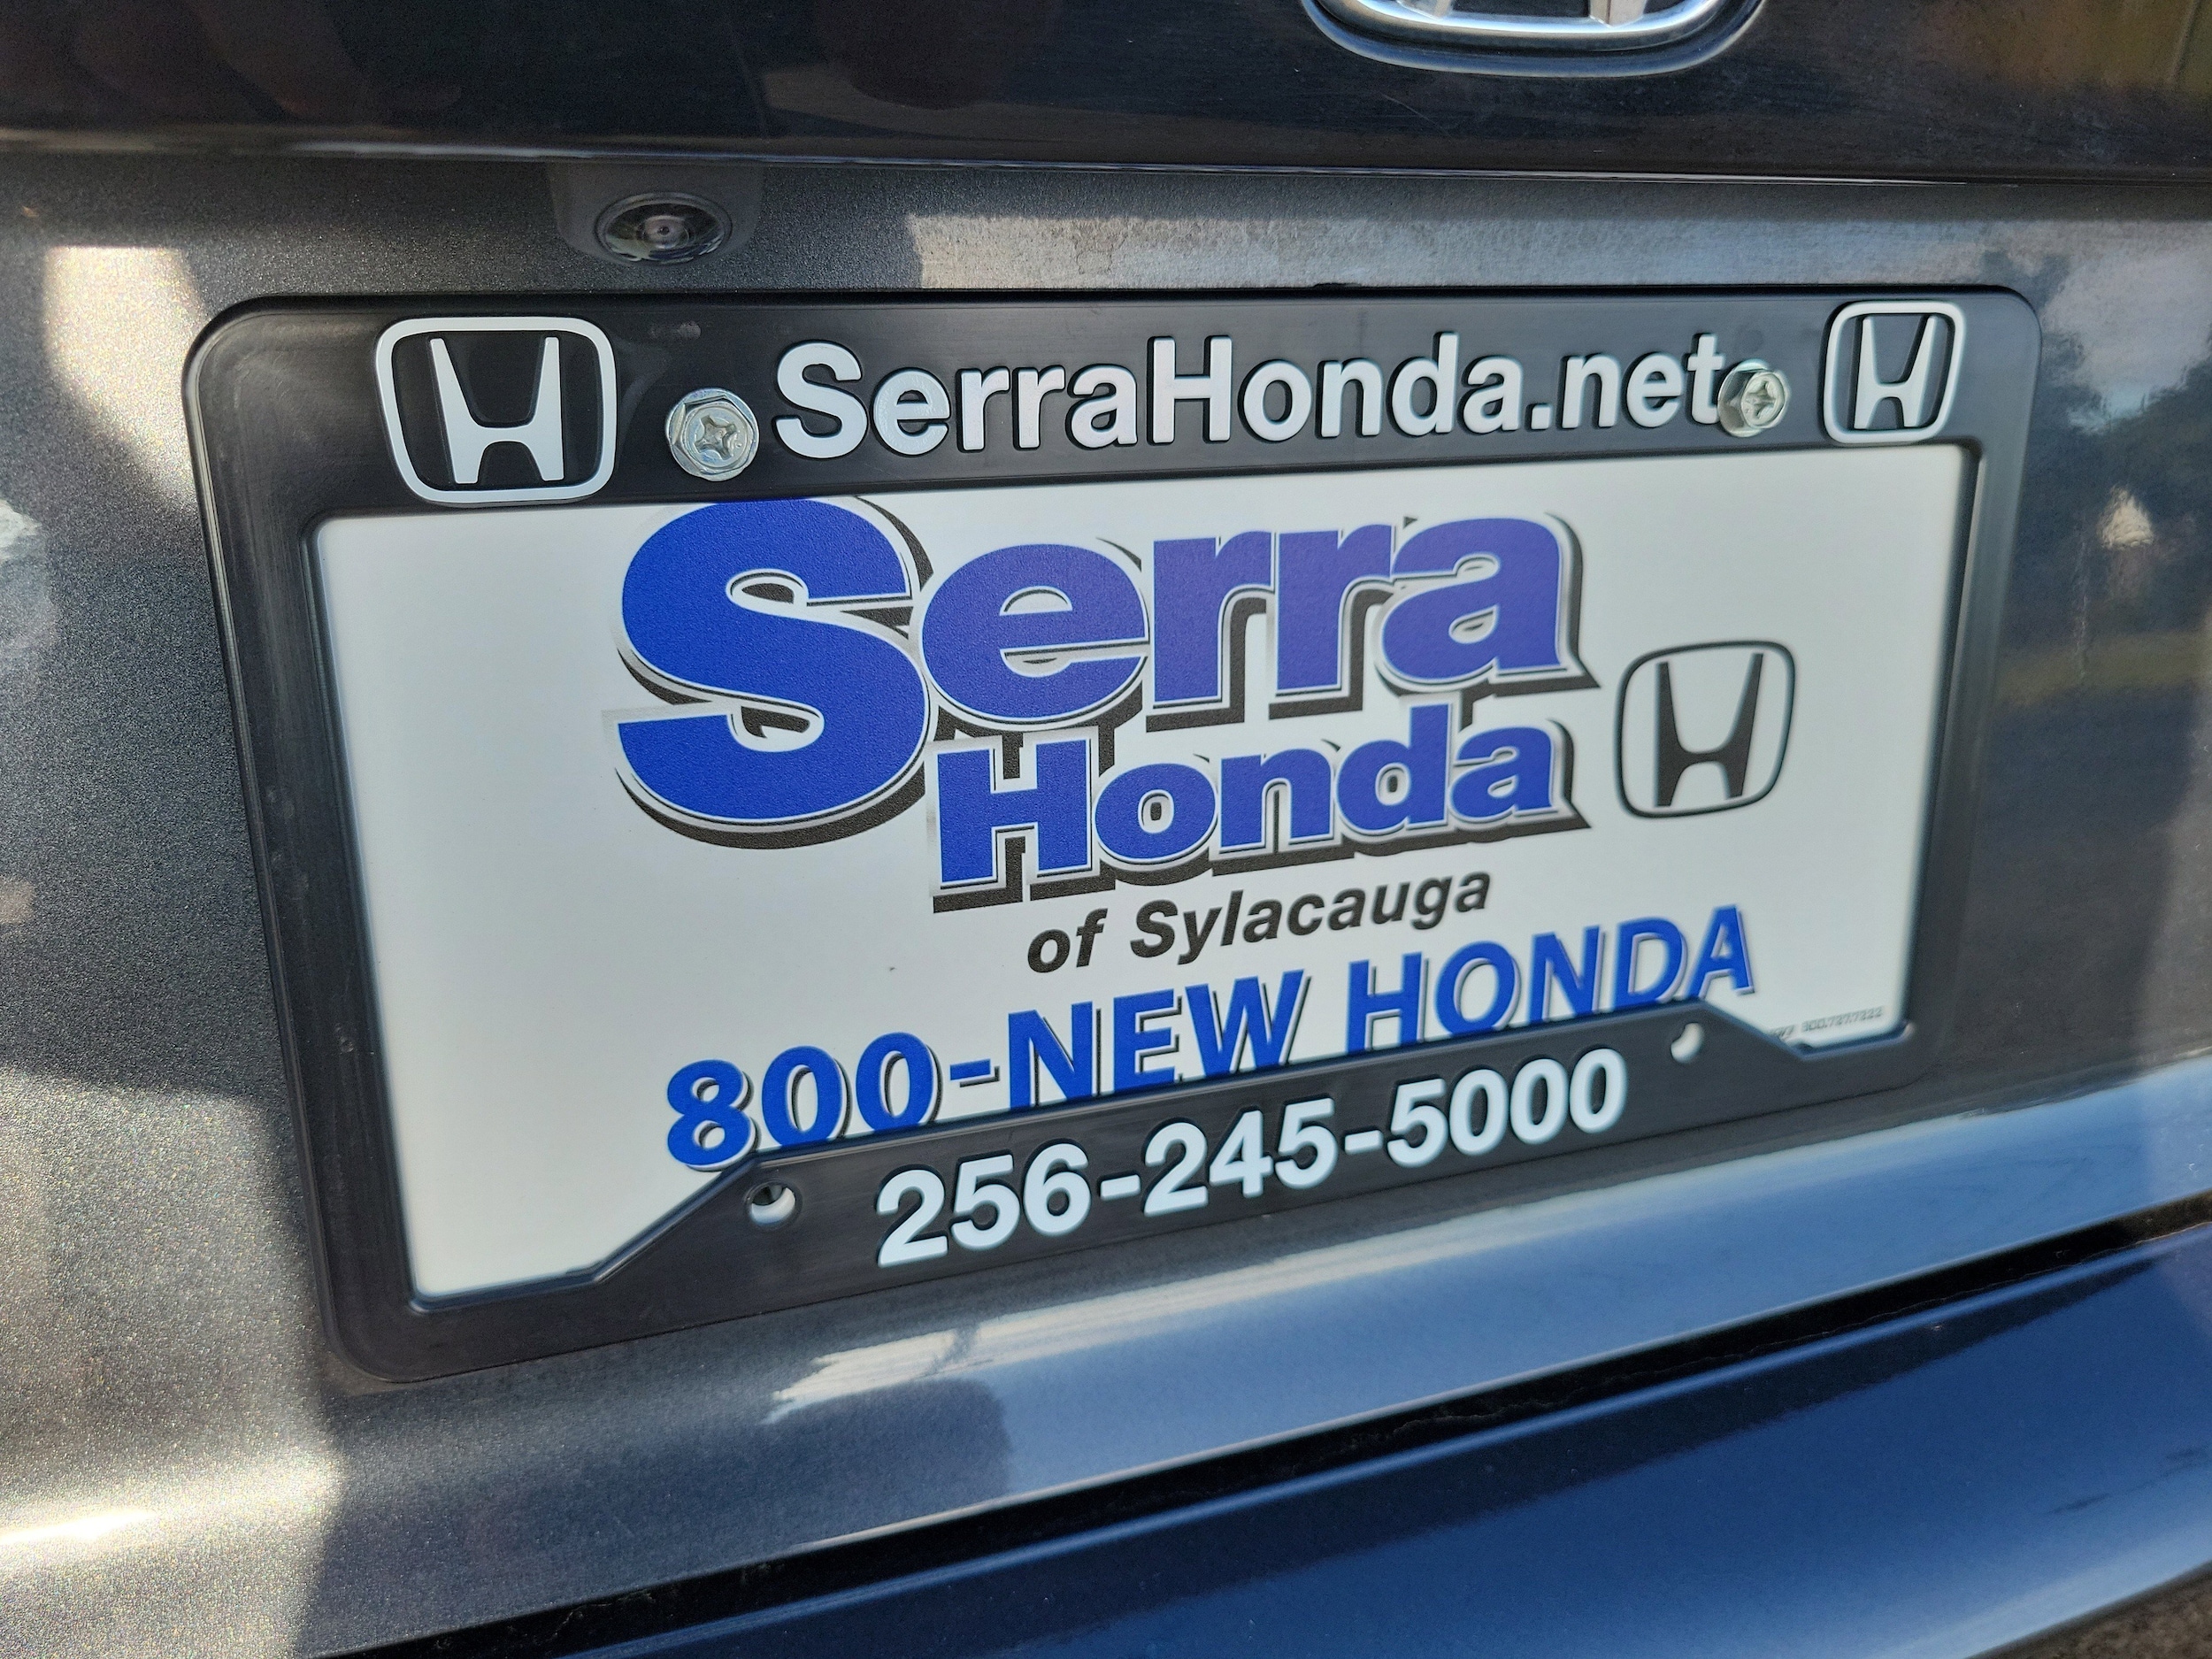 SerraHonda.net
Serra
Honda
of Sylacauga
800-NEW HONDA
256-245-5000